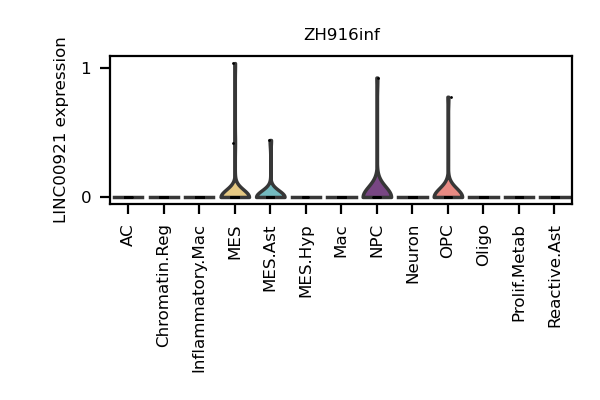 ZH916inf
LINC00921 expression
1
0
AC
Chromatin.Reg
Inflammatory.Mac
MES
MES.Ast
MES.Hyp
Mac
NPC
Neuron
OPC
Oligo
Prolif.Metab
Reactive.Ast